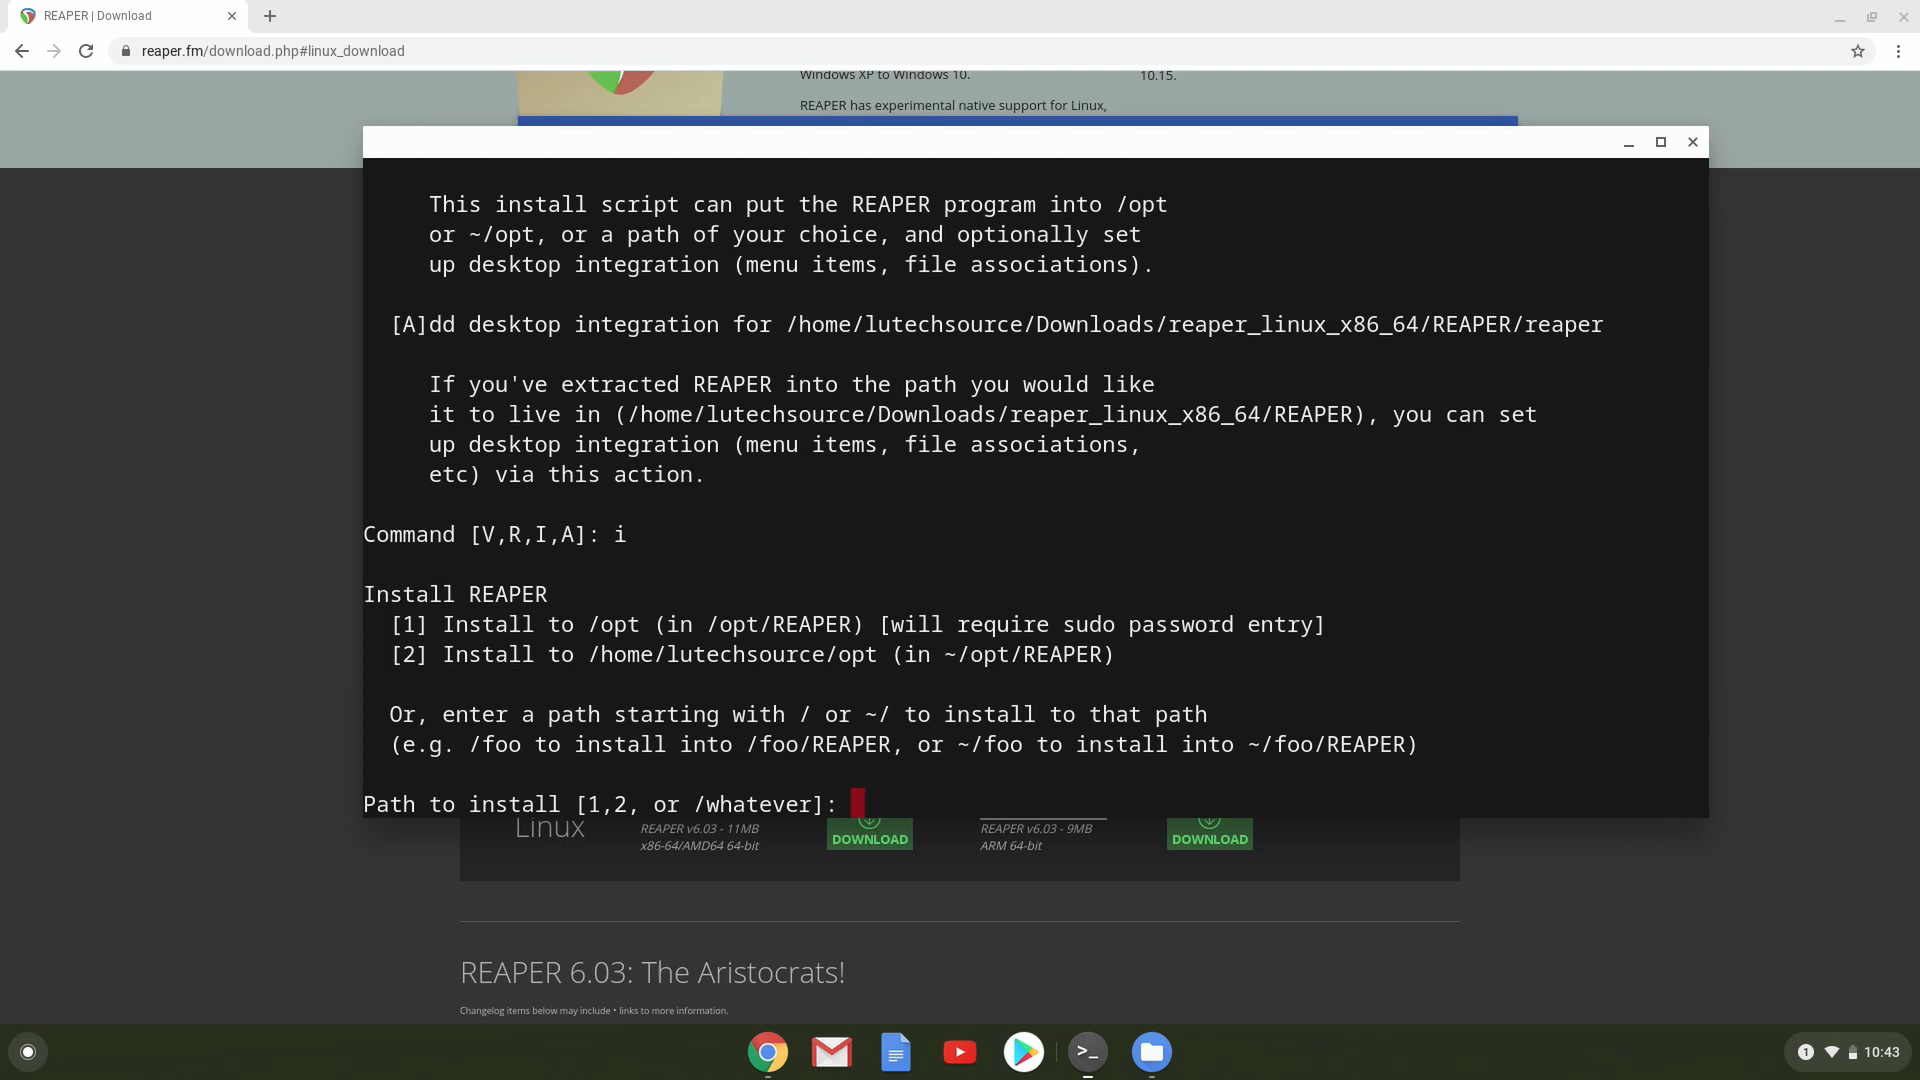 REAPER | Download
reaper.fm/download.php#linux_download
Windows XP to Windows 10.
10.15.
REAPER has experimental native support for Linux,
This install script can put the REAPER program into /opt
or ~/opt, or a path of your choice, and optionally set
up desktop integration (menu items, file associations).
[A]dd desktop integration for /home/lutechsource/Downloads/reaper_linux_x86_64/REAPER/reaper
If you've extracted REAPER into the path you would like
it to live in (/home/lutechsource/Downloads/reaper_linux_x86_64/REAPER), you can set
up desktop integration (menu items, file associations,
etc) via this action.
Command [V,R,I,A]: i
Install REAPER
[1] Install to /opt (in /opt/REAPER) [will require sudo password entry]
[2] Install to /home/lutechsource/opt (in ~/opt/REAPER)
Or, enter a path starting with / or ~/ to install to that path
(e.g. /foo to install into /foo/REAPER, or ~/foo to install into ~/foo/REAPER)
Path to install [1,2, or /whatever]:
Linux
REAPER v6.03 - 11MB
x86-64/AMD64 64-bit
DOWNLOAD
REAPER v6.03 - 9MB
ARM 64-bit
DOWNLOAD
REAPER 6.03: The Aristocrats!
Changelog items below may include • links to more information.
>_
1
10:43